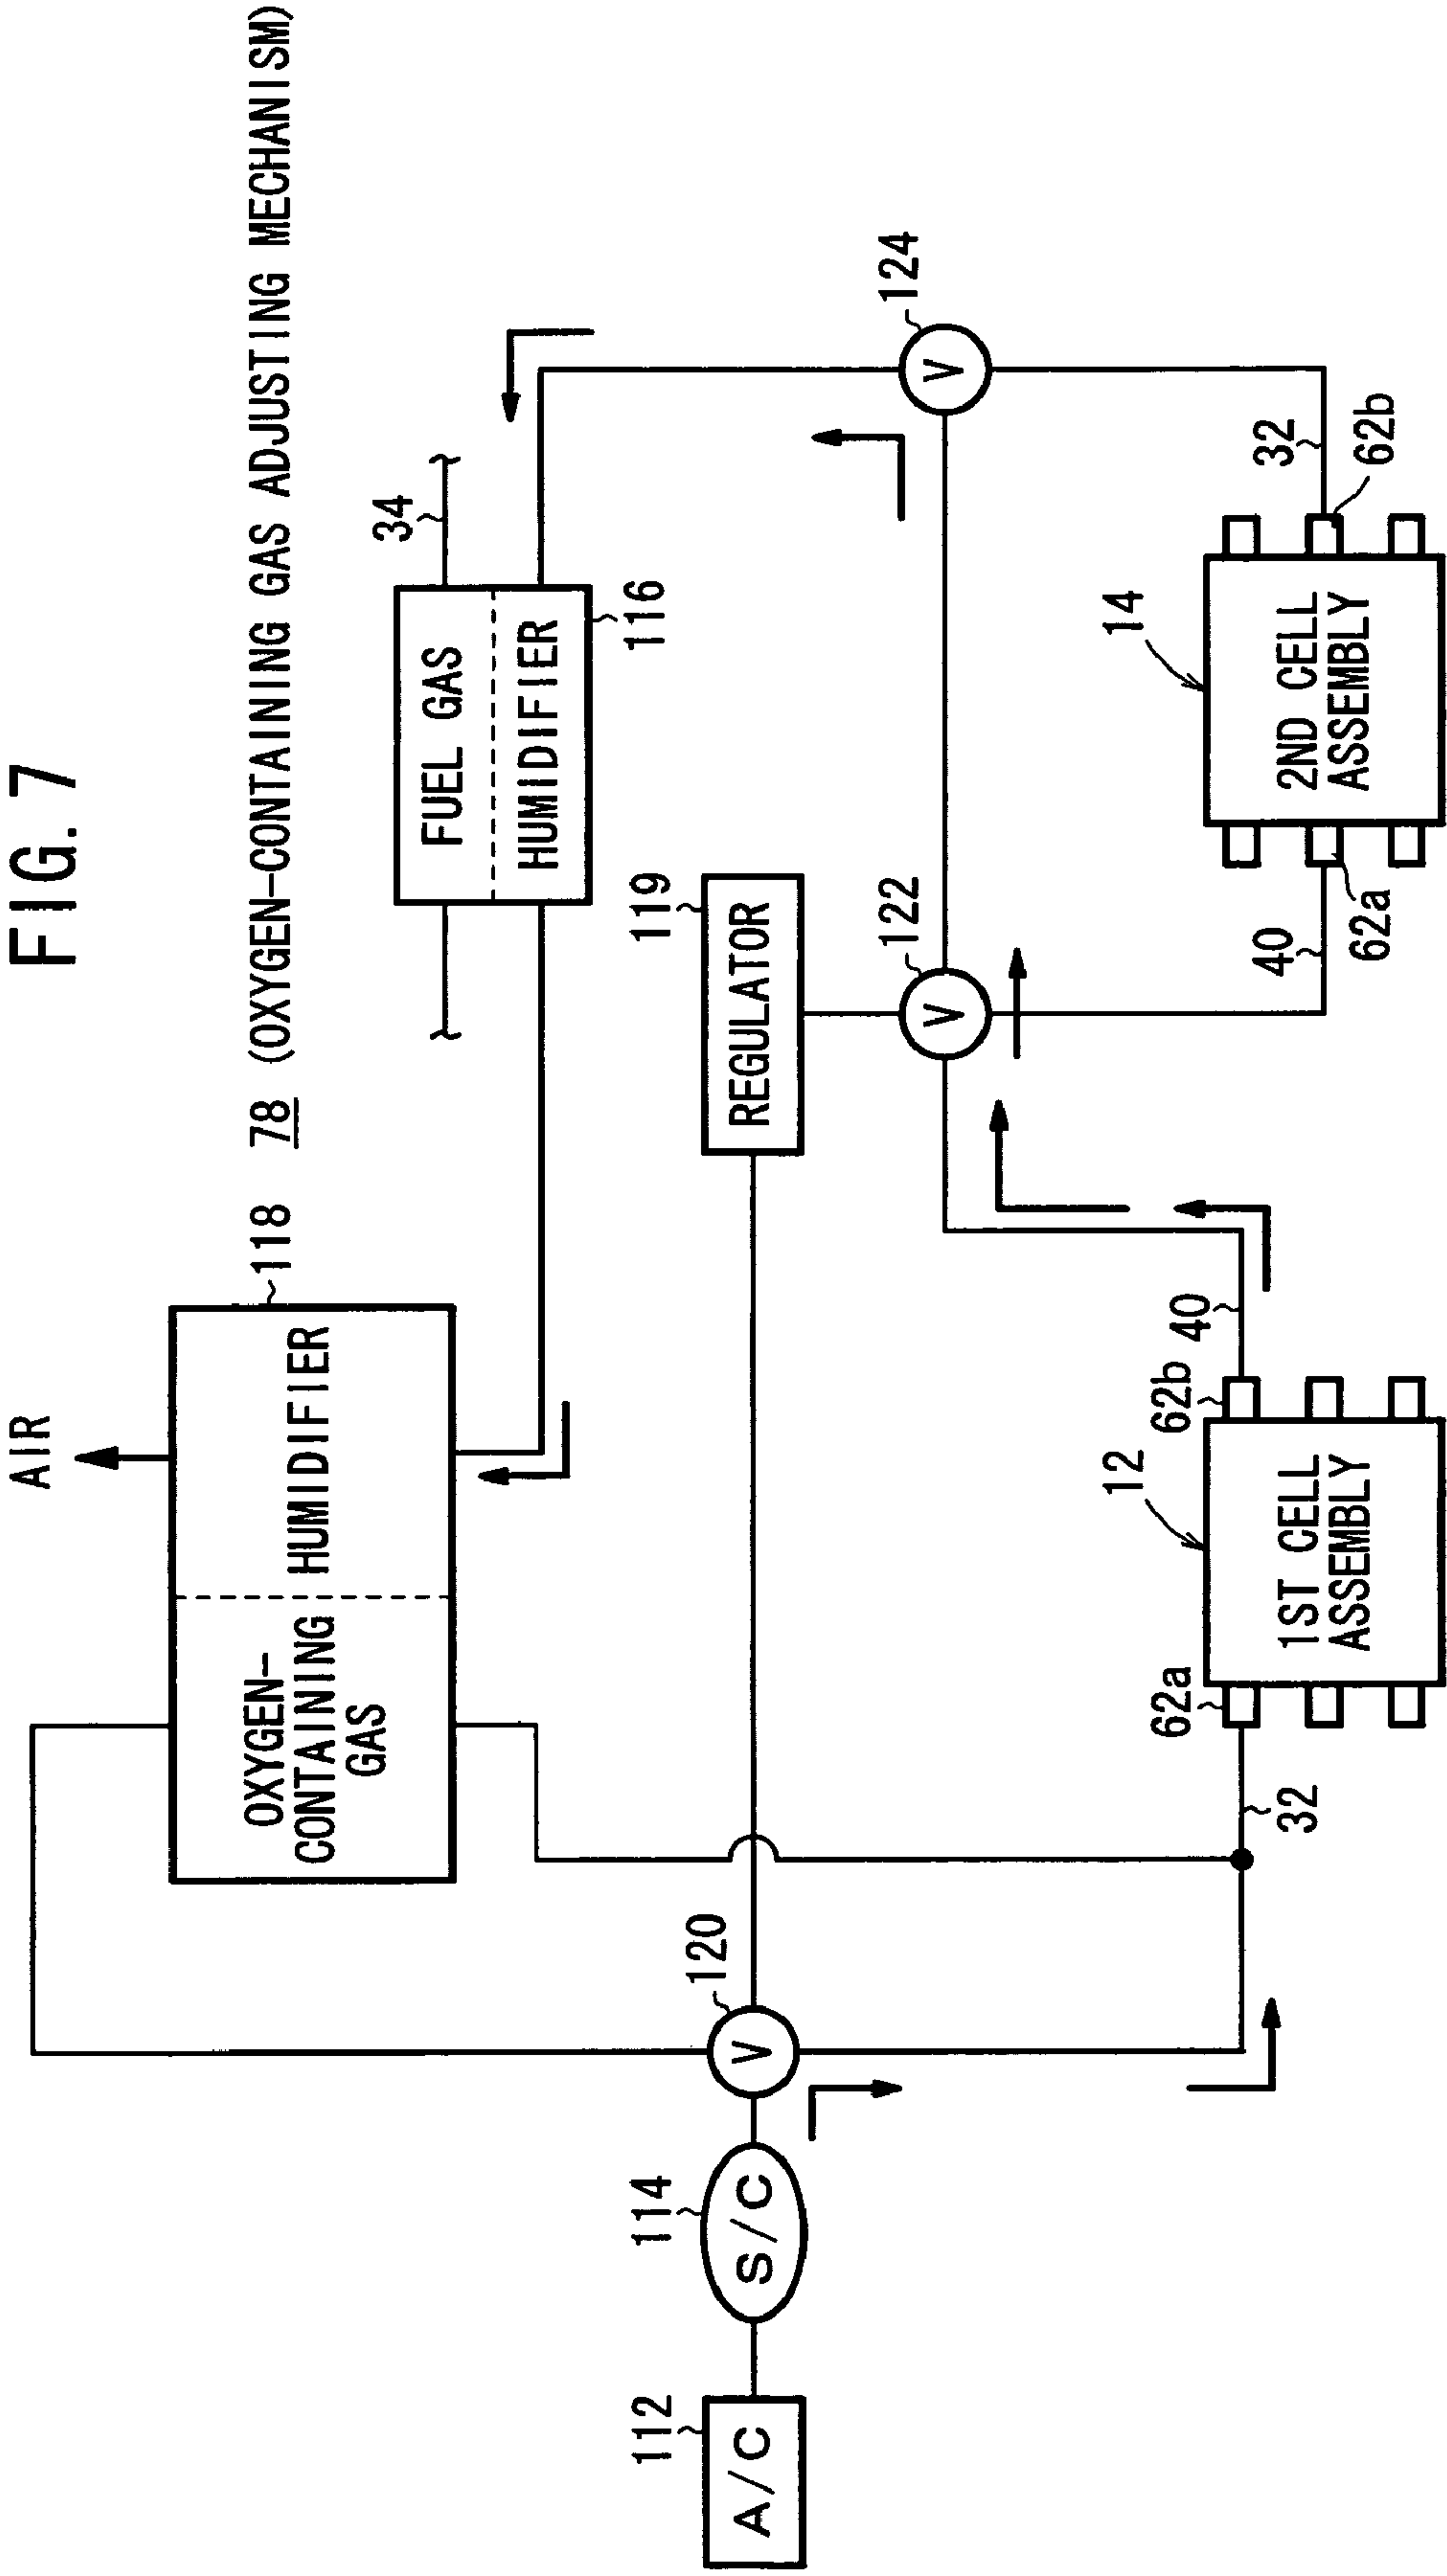 FIG. 7
78 (OXYGEN-CONTAINING GAS ADJUSTING MECHANISM)
AIR
118
OXYGEN-
CONTAINING
GAS
HUMIDIFIER
34
FUEL GAS
HUMIDIFIER
116
112
A/C
114
S/C
120
V
119
REGULATOR
122
V
124
V
32
62a
12
1ST CELL
ASSEMBLY
62b
40
40
62a
14
2ND CELL
ASSEMBLY
32
62b